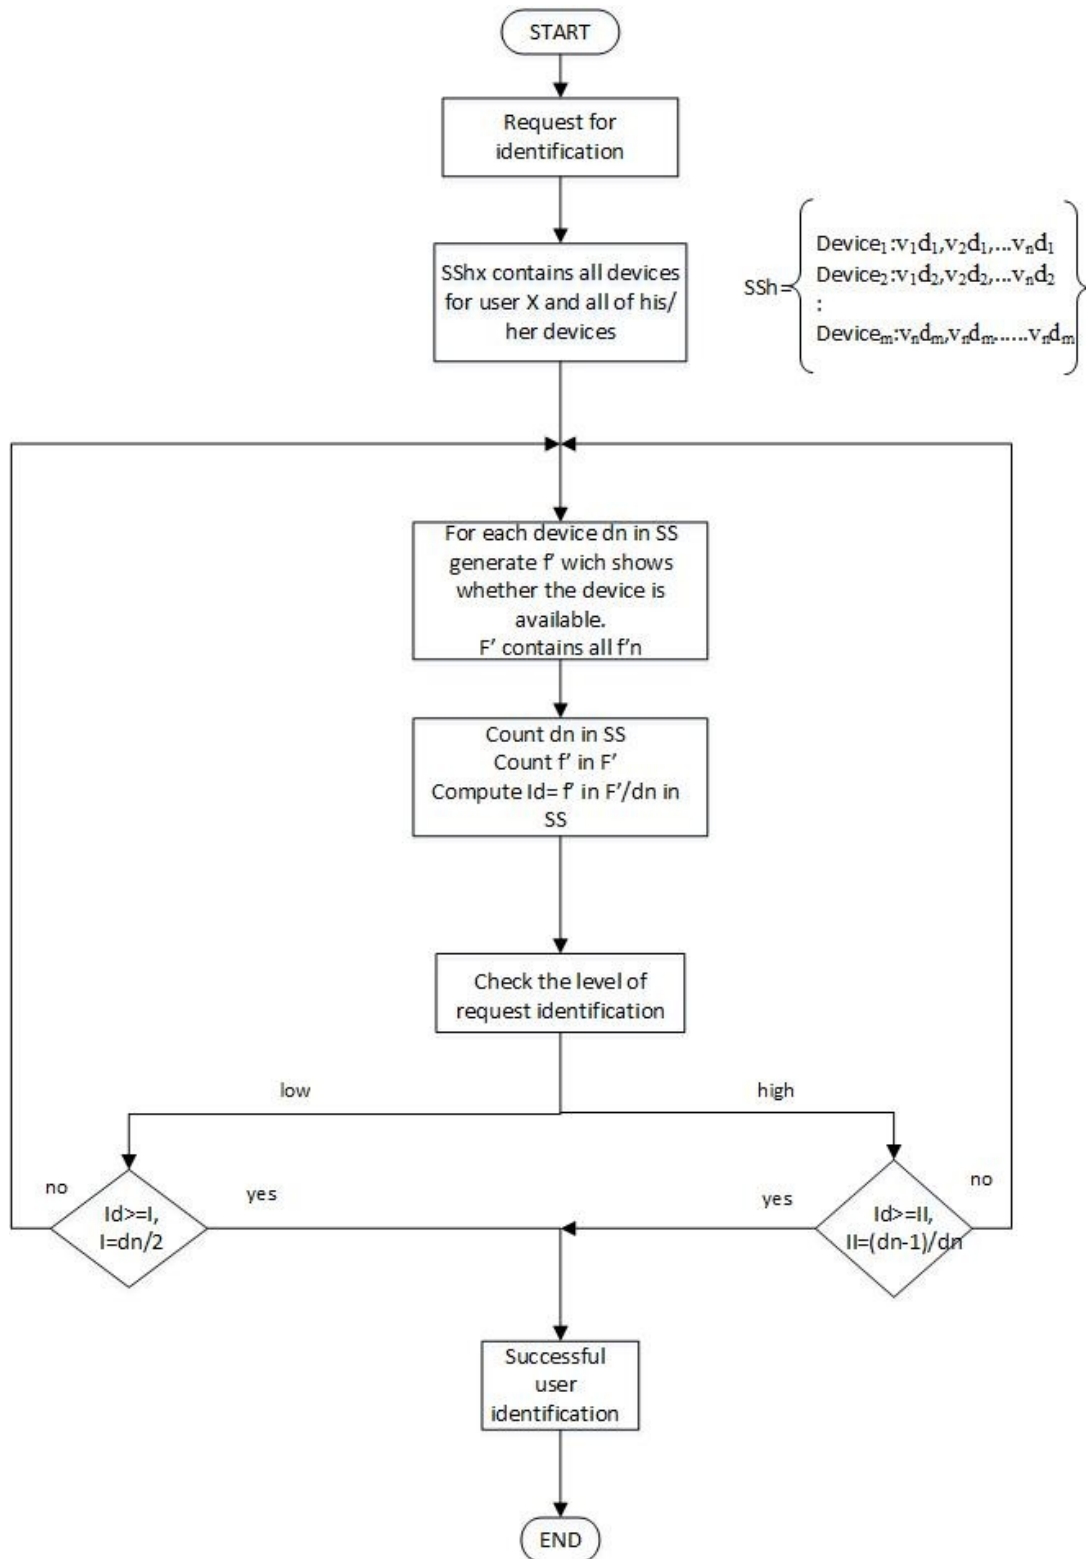 START
Request for
identification
SShx contains all devices
for user X and all of his/
her devices
SSh=
Device₁:v₁d₁,v₂d₁,...vₙd₁
Device₂:v₁d₂,v₂d₂,...vₙd₂
:
Deviceₘ:vₙdₘ,vₙdₘ......vₙdₘ
For each device dn in SS
generate f' wich shows
whether the device is
available.
F' contains all f'n
Count dn in SS
Count f' in F'
Compute Id= f' in F'/dn in
SS
Check the level of
request identification
low
high
no
Id>=I,
I=dn/2
yes
yes
Id>=II,
II=(dn-1)/dn
no
Successful
user
identification
END